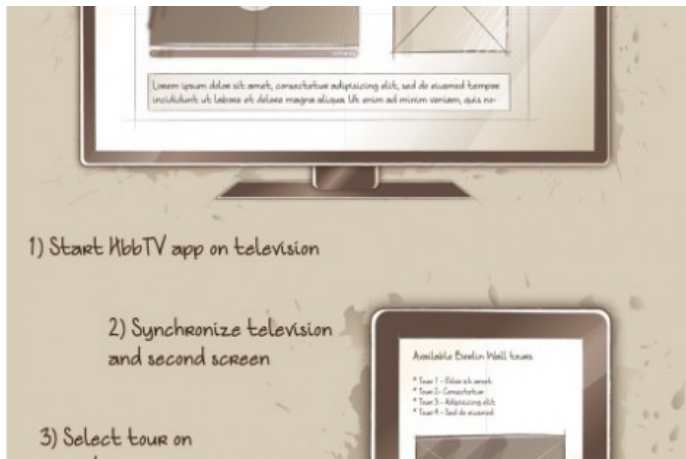 Lorem ipsum dolor sit amet, consectetur adipisicing elit, sed do eiusmod tempor
incididunt ut labore et dolore magna aliqua. Ut enim ad minim veniam, quis no-
1) Start HbbTV app on television
2) Synchronize television
and second screen
Available Berlin Wall tours
* Tour 1 - Dolor sit amet
* Tour 2 - Consectetur
* Tour 3 - Adipisicing elit
* Tour 4 - Sed do eiusmod
3) Select tour on